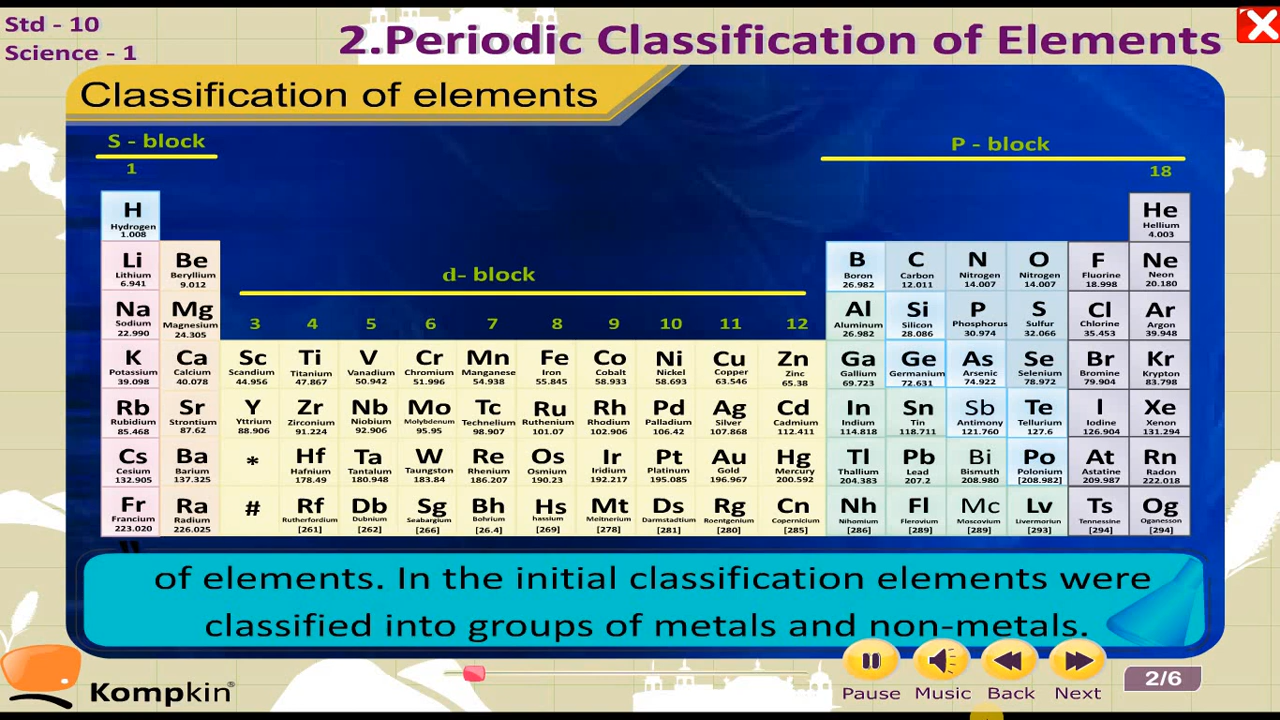 Std - 10
Science - 1
2.Periodic Classification of Elements
Classification of elements
S - block
P - block
1
18
H
Hydrogen
1.008
He
Hellium
4.003
d- block
Li Be B C N O F Ne
Lithium Beryllium Boron Carbon Nitrogen Nitrogen Fluorine Neon
6.941 9.012 26.982 12.011 14.007 14.007 18.998 20.180
Na Mg Al Si P S Cl Ar
Sodium Magnesium Aluminum Silicon Phosphorus Sulfur Chlorine Argon
22.990 24.305 26.982 28.086 30.974 32.066 35.453 39.948
3 4 5 6 7 8 9 10 11 12
K Ca Sc Ti V Cr Mn Fe Co Ni Cu Zn Ga Ge As Se Br Kr
Potassium Calcium Scandium Titanium Vanadium Chromium Manganese Iron Cobalt Nickel Copper Zinc Gallium Germanium Arsenic Selenium Bromine Krypton
39.098 40.078 44.956 47.867 50.942 51.996 54.938 55.845 58.933 58.693 63.546 65.38 69.723 72.631 74.922 78.972 79.904 83.798
Rb Sr Y Zr Nb Mo Tc Ru Rh Pd Ag Cd In Sn Sb Te I Xe
Rubidium Strontium Yttrium Zirconium Niobium Molybdenum Technelium Ruthenium Rhodium Palladium Silver Cadmium Indium Tin Antimony Tellurium Iodine Xenon
85.468 87.62 88.906 91.224 92.906 95.95 98.907 101.07 102.906 106.42 107.868 112.411 114.818 118.711 121.760 127.6 126.904 131.294
Cs Ba * Hf Ta W Re Os Ir Pt Au Hg Tl Pb Bi Po At Rn
Cesium Barium Hafnium Tantalum Taungston Rhenium Osmium Iridium Platinum Gold Mercury Thallium Lead Bismuth Polonium Astatine Radon
132.905 137.325 178.49 180.948 183.84 186.207 190.23 192.217 195.085 196.967 200.592 204.383 207.2 208.980 [208.982] 209.987 222.018
Fr Ra # Rf Db Sg Bh Hs Mt Ds Rg Cn Nh Fl Mc Lv Ts Og
Francium Radium Rutherfordium Dubnium Seabargium Bohrium hassium Meitnerium Darmstadtium Roentgenium Copernicium Nihomium Flerovium Moscovium Livermoriun Tennessine Oganesson
223.020 226.025 [261] [262] [266] [26.4] [269] [278] [281] [280] [285] [286] [289] [289] [293] [294] [294]
of elements. In the initial classification elements were
classified into groups of metals and non-metals.
Pause Music Back Next
2/6
Kompkin®